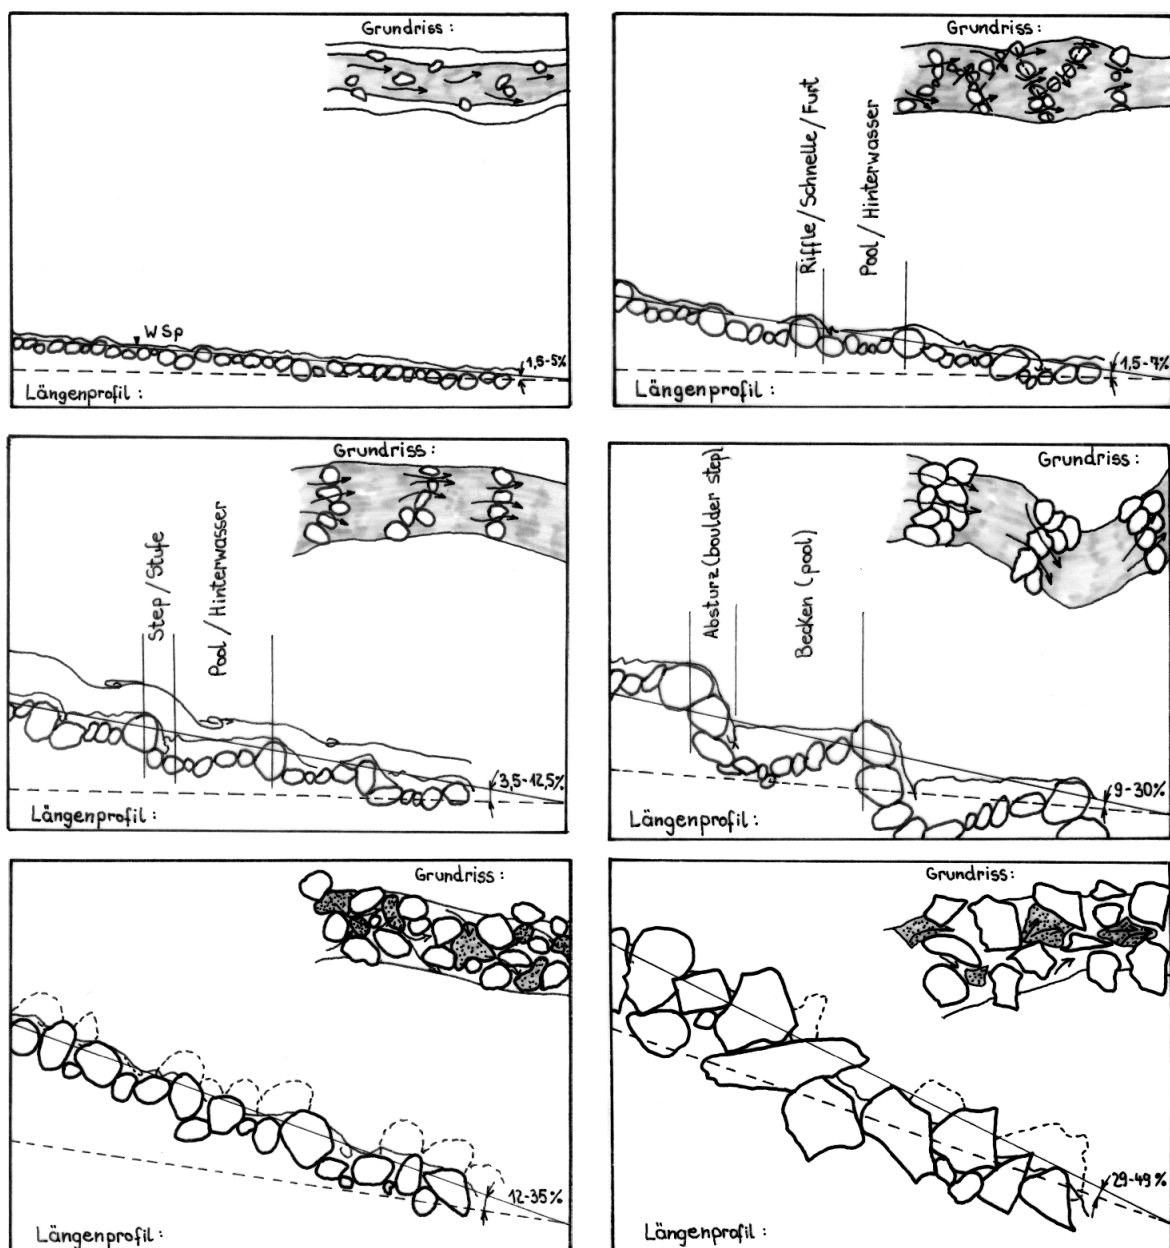 Grundriss :
W Sp
1,5-5%
Längenprofil :
Grundriss :
Riffle/Schnelle/Furt
Pool / Hinterwasser
1,5-7%
Längenprofil :
Grundriss :
Step/Stufe
Pool / Hinterwasser
3,5-12,5%
Längenprofil :
Grundriss :
Absturz (boulder step)
Becken (pool)
9-30%
Längenprofil :
Grundriss:
12-35%
Längenprofil :
Grundriss:
29-49 %
Längenprofil :